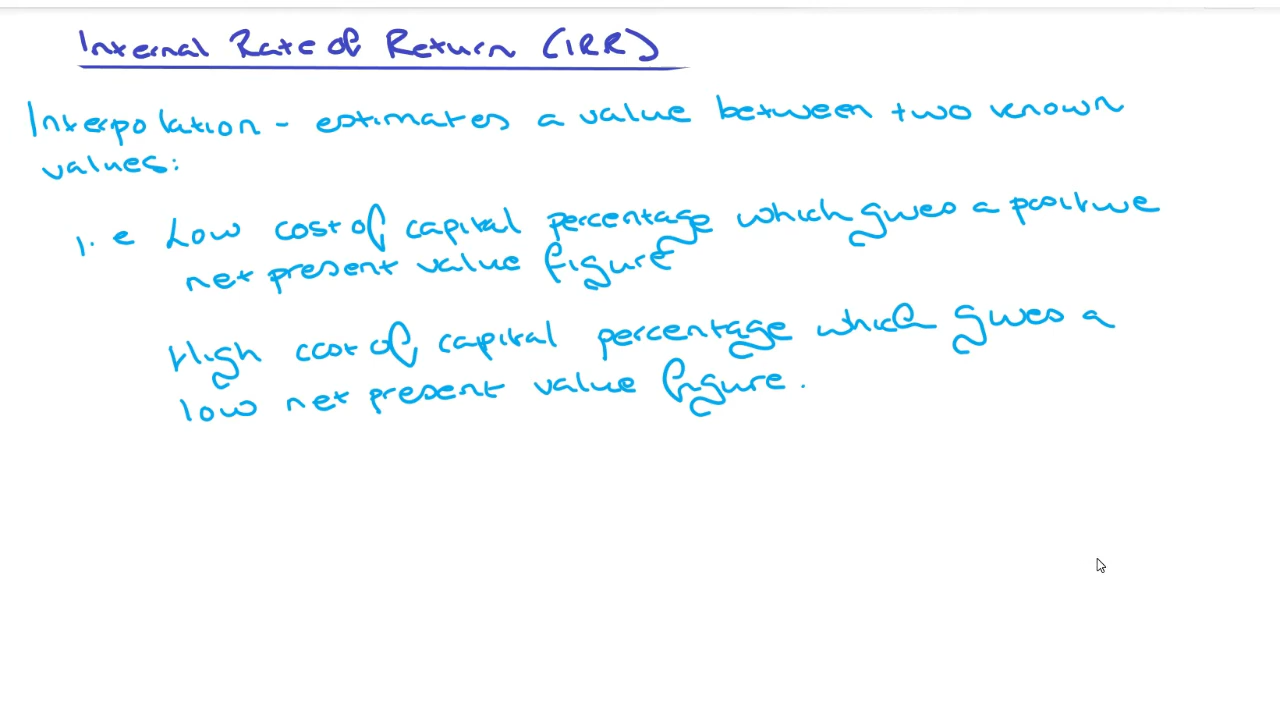 Internal Rate of Return (IRR)
Interpolation - estimates a value between two known
values:
i.e Low cost of capital percentage which gives a positive
net present value figure
High cost of capital percentage which gives a
low net present value figure.